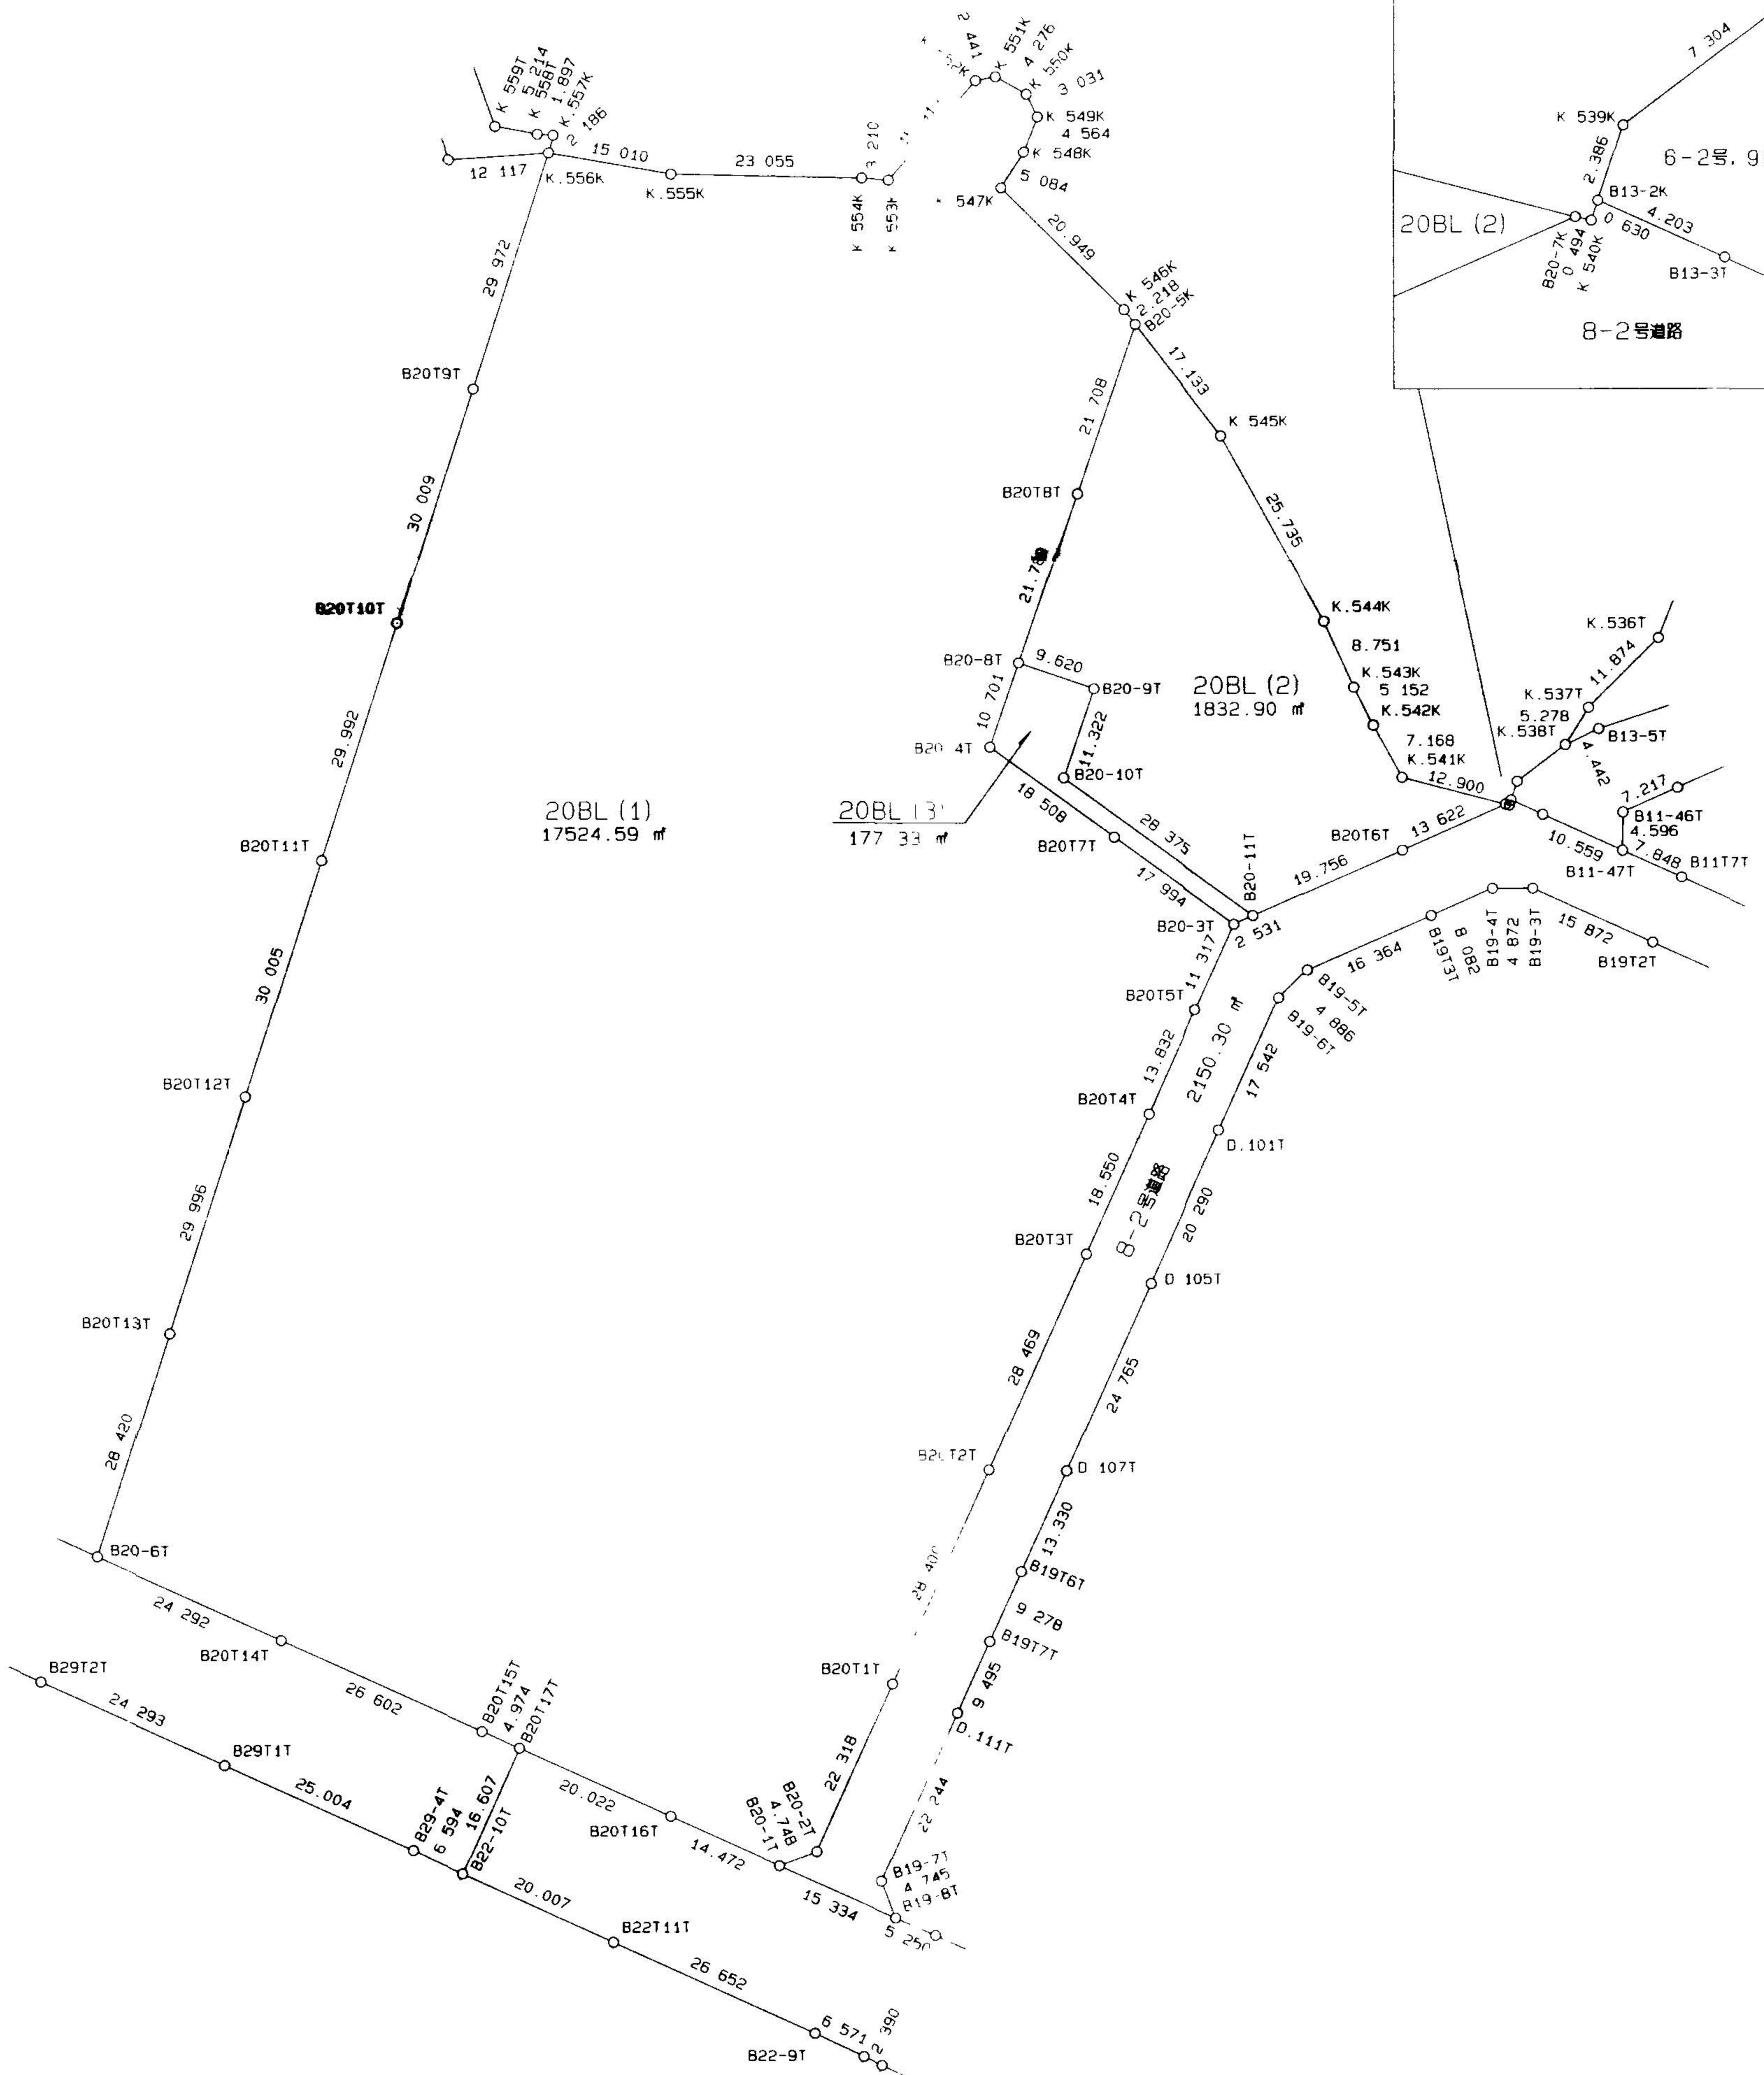 K 559T
5.214
K 558T
1.897
K.557K
2 186
12 117
K.556K
15 010
K.555K
23 055
K 554K
3 210
K 553K
2 441
K 551K
4 276
K 550K
3 031
K 549K
4 564
K 548K
5 084
547K
20.949
K 546K
2.218
B20-5K
7 304
K 539K
2.386
6-2号, 9
B13-2K
4.203
0 630
20BL (2)
B20-7K
0 494
K 540K
B13-3T
8-2号道路
29 972
B20T9T
30 009
B20T10T
29.992
B20T11T
30 005
B20T12T
29 996
B20T13T
28 420
B20-6T
17.133
21 708
K 545K
B20T8T
25.735
K.544K
8.751
K.543K
5 152
K.542K
7.168
K.541K
12.900
B20-8T
9.620
B20-9T
10 701
11.322
B20-4T
B20-10T
20BL (2)
1832.90 ㎡
K.536T
11.874
K.537T
5.278
K.538T
B13-5T
4.442
7.217
B11-46T
4.596
7.848
B11T7T
10.559
B11-47T
20BL (1)
17524.59 ㎡
20BL (3)
177 33 ㎡
18 508
B20T7T
28 375
17 994
B20-11T
B20T6T
13 622
19.756
B20-3T
2 531
11 317
B20T5T
16 364
B19T3T
8 082
B19-4T
4 872
B19-3T
15 872
B19T2T
B19-5T
4 886
B19-6T
2150.30 ㎡
13.832
17 542
B20T4T
D.101T
18.550
8-2号道路
20 290
B20T3T
D 105T
28 469
24 765
B20T2T
D 107T
13.330
28 400
B19T6T
9 278
B19T7T
B20T1T
9 495
D.111T
22 318
22 244
24 292
B20T14T
B29T2T
24 293
26 602
B20T15T
4.974
B20T17T
B29T1T
25.004
B29-4T
6 594
16.607
B22-10T
20.022
B20T16T
14.472
B20-1T
4.748
B20-2T
B19-7T
4 745
B19-8T
15 334
5 250
20.007
B22T11T
26 652
B22-9T
6 571
2 390